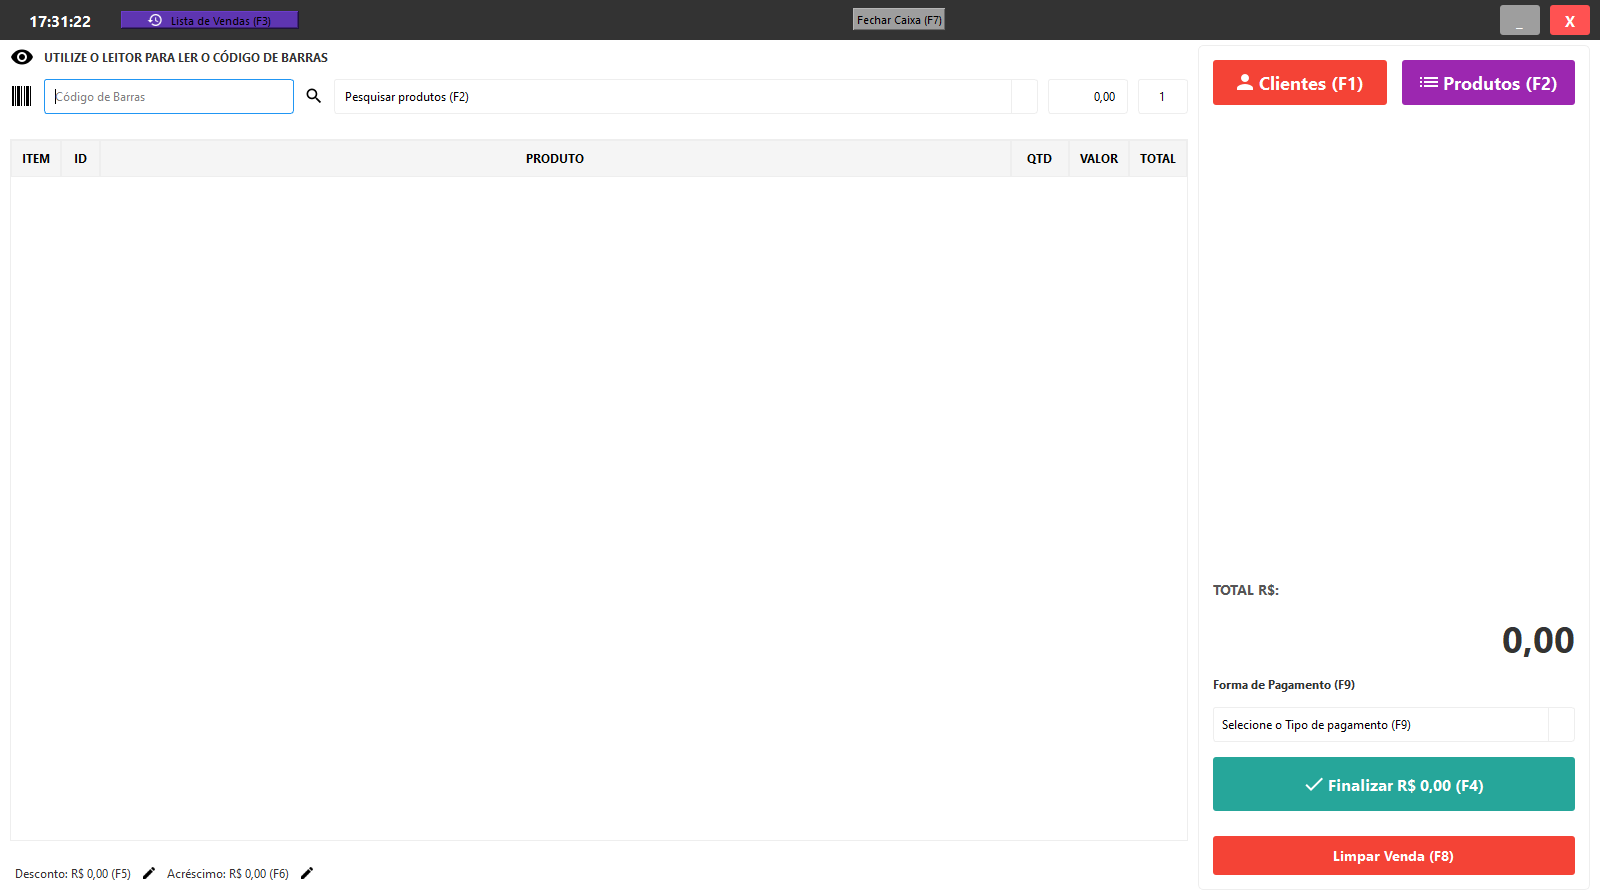 17:31:22
Lista de Vendas (F3)
Fechar Caixa (F7)
_
X
UTILIZE O LEITOR PARA LER O CÓDIGO DE BARRAS
Código de Barras
Pesquisar produtos (F2)
0,00
1
Clientes (F1)
Produtos (F2)
ITEM
ID
PRODUTO
QTD
VALOR
TOTAL
TOTAL R$:
0,00
Forma de Pagamento (F9)
Selecione o Tipo de pagamento (F9)
Finalizar R$ 0,00 (F4)
Limpar Venda (F8)
Desconto: R$ 0,00 (F5)
Acréscimo: R$ 0,00 (F6)